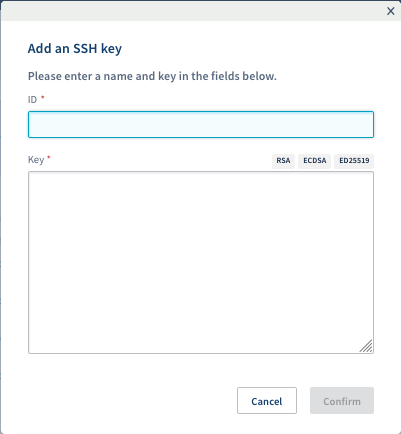 X
Add an SSH key
Please enter a name and key in the fields below.
ID *
Key * RSA ECDSA ED25519
Cancel Confirm